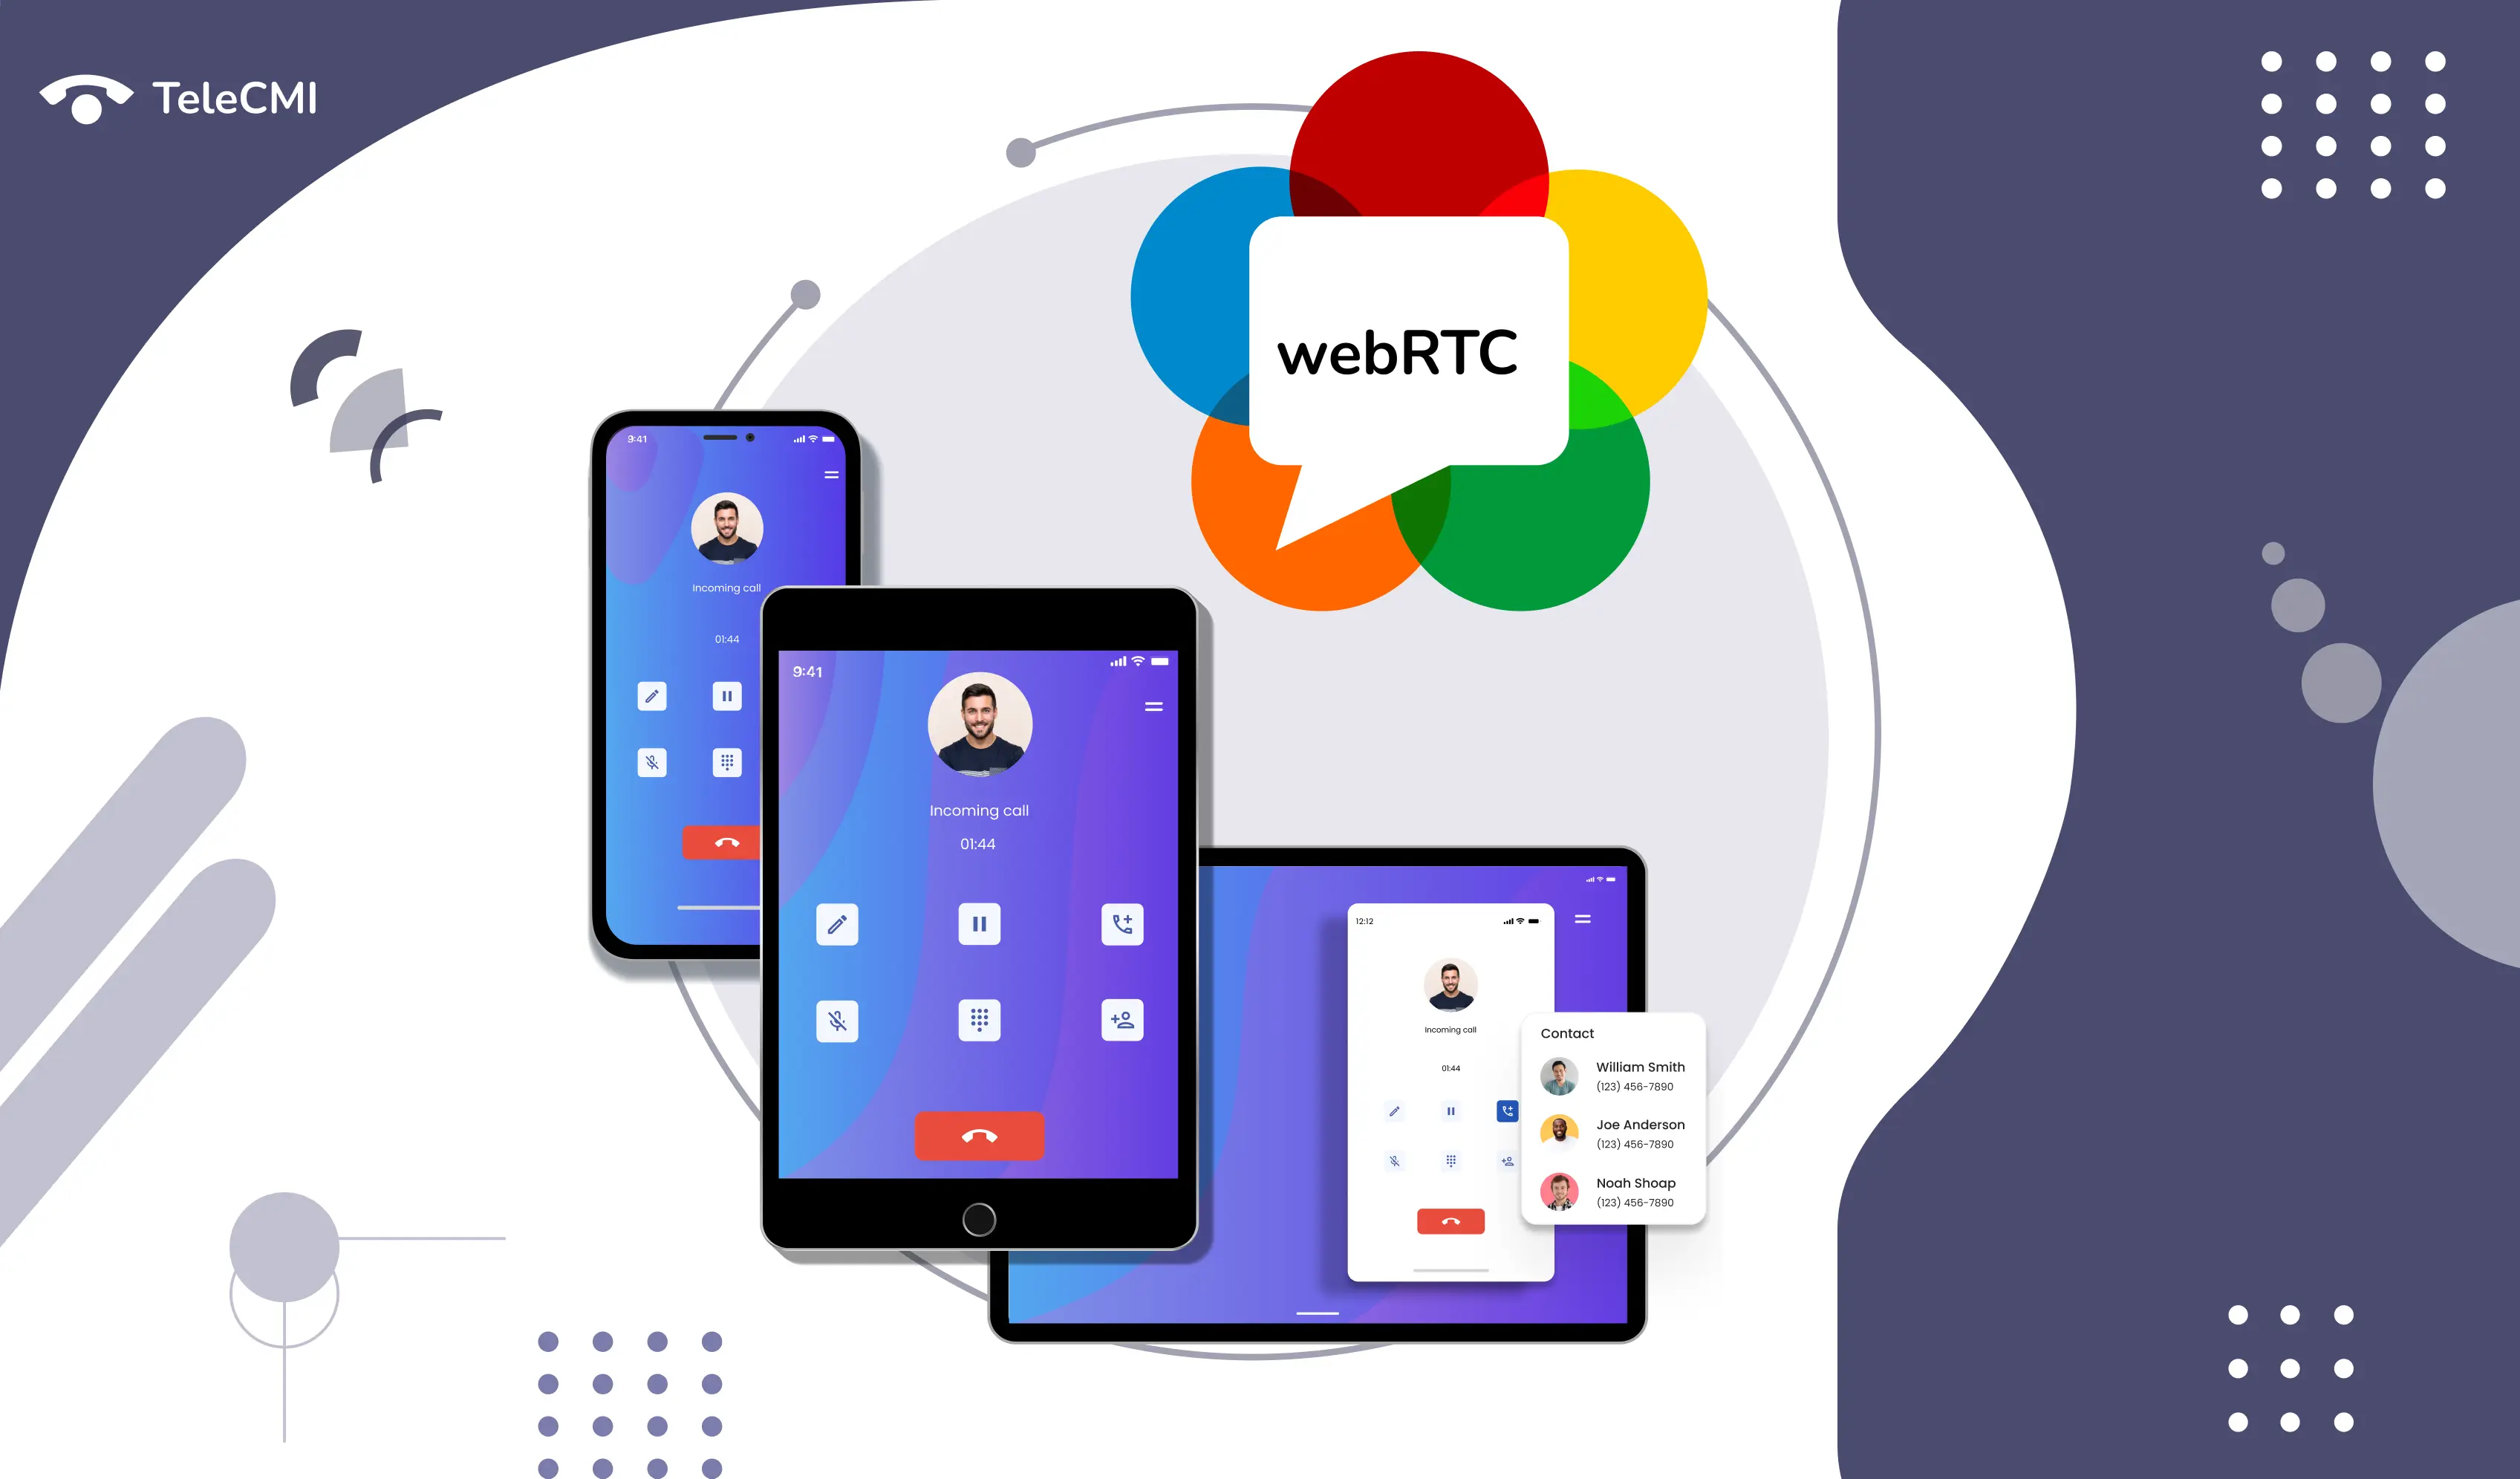 TeleCMI
webRTC
9:41
Incoming call
01:44
9:41
Incoming call
01:44
12:12
Incoming call
01:44
Contact
William Smith
(123) 456-7890
Joe Anderson
(123) 456-7890
Noah Shoap
(123) 456-7890